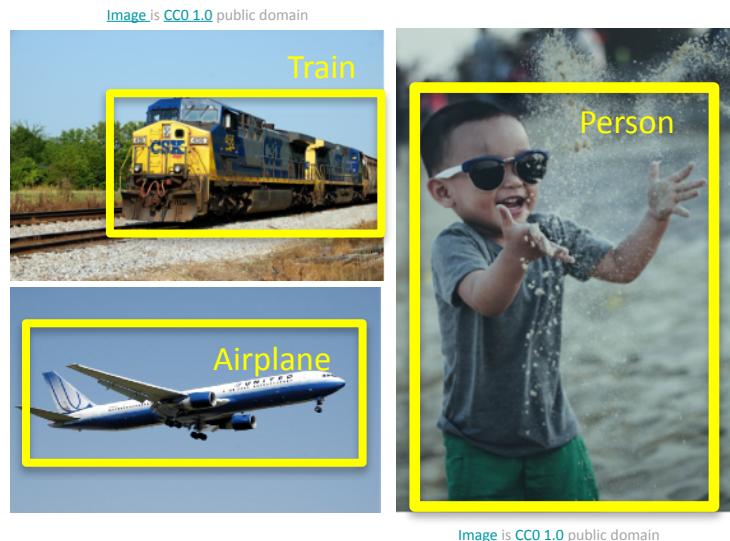 Image is CC0 1.0 public domain
Train
CSX
Person
Airplane
UNITED
Image is CC0 1.0 public domain